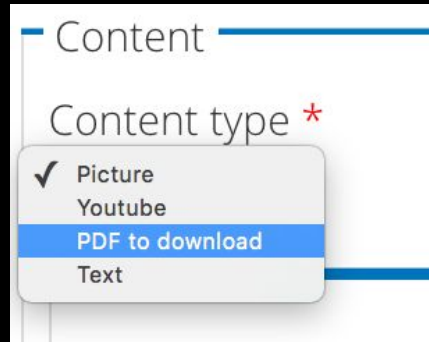 Content
Content type *
✓ Picture
Youtube
PDF to download
Text